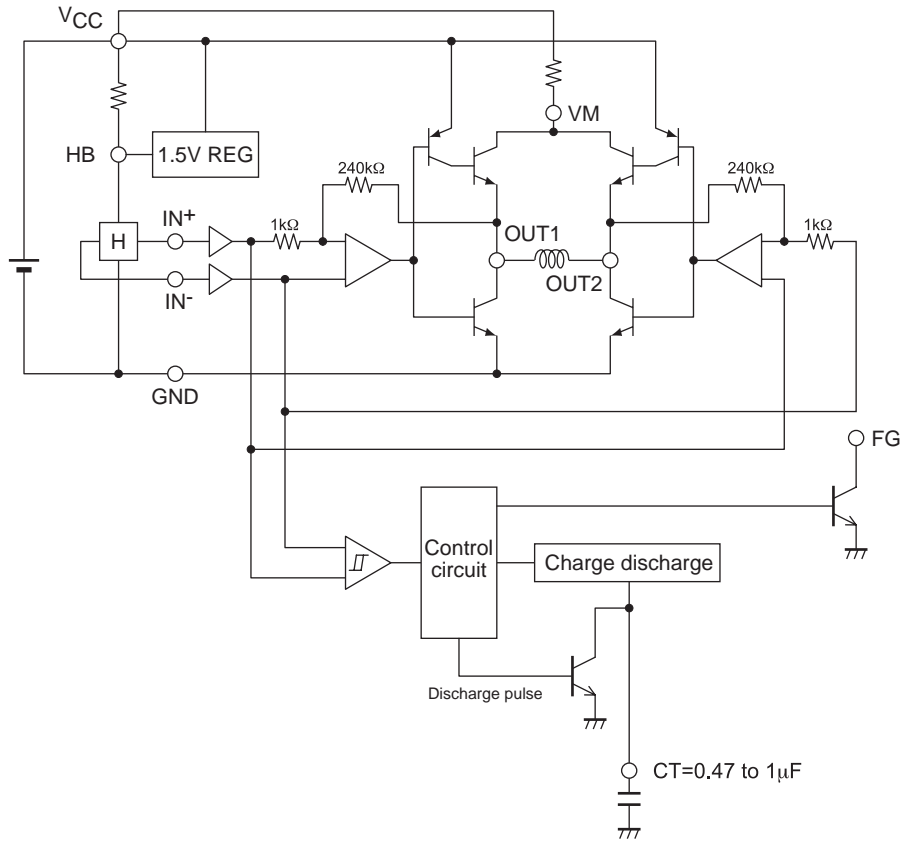 VCC
VM
HB
1.5V REG
240kΩ
240kΩ
IN+
1kΩ
1kΩ
H
OUT1
OUT2
IN-
GND
FG
Control
circuit
Charge discharge
Discharge pulse
CT=0.47 to 1μF